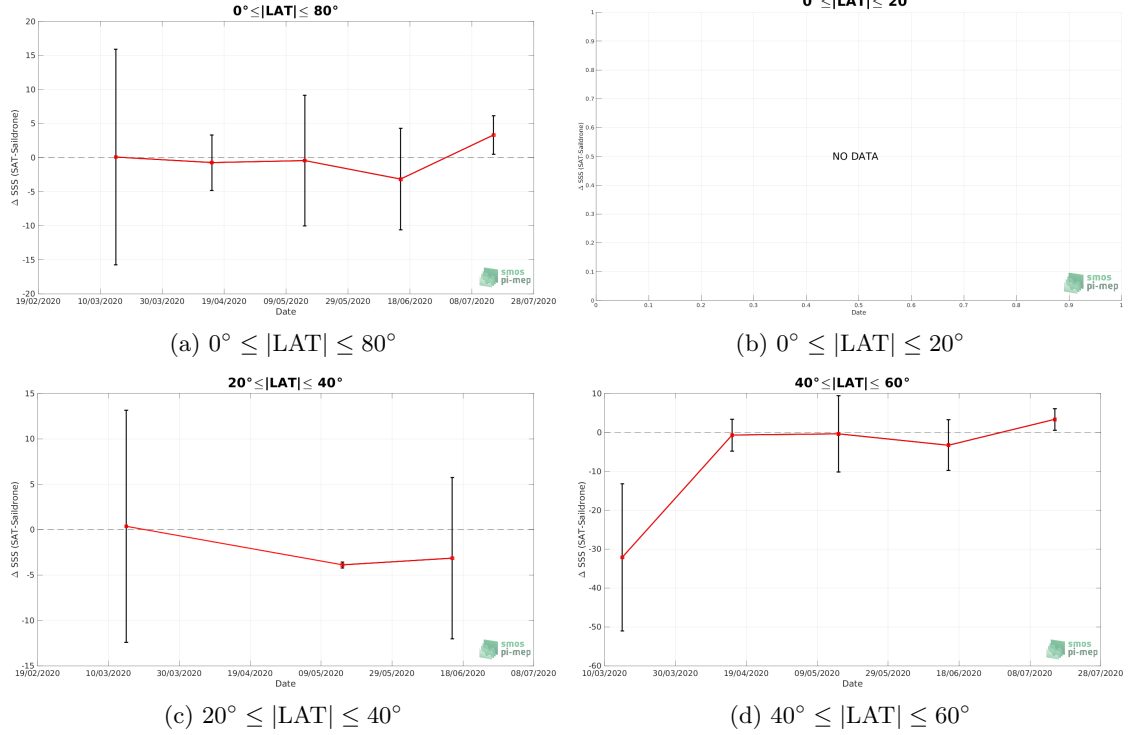 0°≤|LAT|≤ 80°
20
15
10
5
0
-5
-10
-15
-20
Δ SSS (SAT-Saildrone)
19/02/2020 10/03/2020 30/03/2020 19/04/2020 09/05/2020 29/05/2020 18/06/2020 08/07/2020 28/07/2020
Date
smos
pi-mep
(a) 0° ≤ |LAT| ≤ 80°
0°≤|LAT|≤ 20°
1
0.9
0.8
0.7
0.6
0.5
0.4
0.3
0.2
0.1
0
Δ SSS (SAT-Saildrone)
NO DATA
0 0.1 0.2 0.3 0.4 0.5 0.6 0.7 0.8 0.9 1
Date
smos
pi-mep
(b) 0° ≤ |LAT| ≤ 20°
20°≤|LAT|≤ 40°
15
10
5
0
-5
-10
-15
Δ SSS (SAT-Saildrone)
19/02/2020 10/03/2020 30/03/2020 19/04/2020 09/05/2020 29/05/2020 18/06/2020 08/07/2020
Date
smos
pi-mep
(c) 20° ≤ |LAT| ≤ 40°
40°≤|LAT|≤ 60°
10
0
-10
-20
-30
-40
-50
-60
Δ SSS (SAT-Saildrone)
10/03/2020 30/03/2020 19/04/2020 09/05/2020 29/05/2020 18/06/2020 08/07/2020 28/07/2020
Date
smos
pi-mep
(d) 40° ≤ |LAT| ≤ 60°